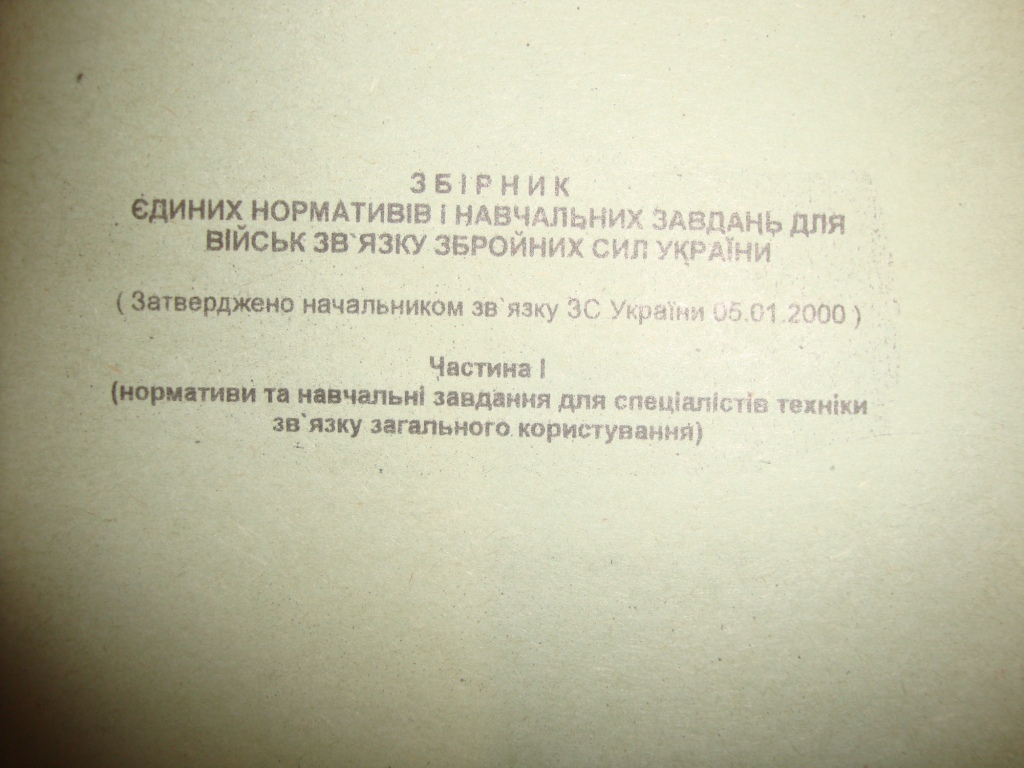 З Б І Р Н И К
ЄДИНИХ НОРМАТИВІВ І НАВЧАЛЬНИХ ЗАВДАНЬ ДЛЯ
ВІЙСЬК ЗВ`ЯЗКУ ЗБРОЙНИХ СИЛ УКРАЇНИ
( Затверджено начальником зв`язку ЗС України 05.01.2000 )
Частина І
(нормативи та навчальні завдання для спеціалістів техніки
зв`язку загального користування)